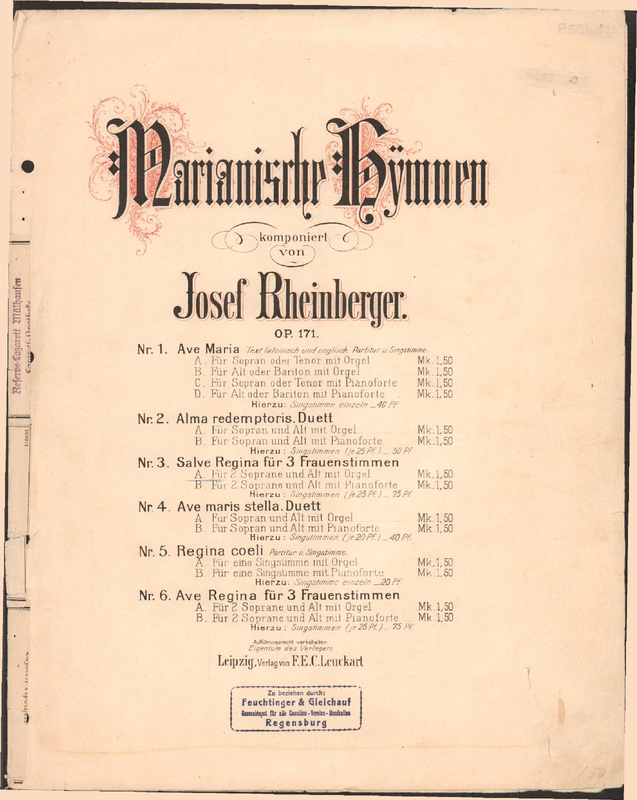 Marianische Hÿmnen
komponiert
von
Josef Rheinberger.
OP. 171.
Nr. 1. Ave Maria Text lateinisch und englisch. Partitur u. Singstimme.
A. Für Sopran oder Tenor mit Orgel Mk. 1,50
B. Für Alt oder Bariton mit Orgel Mk. 1,50
C. Für Sopran oder Tenor mit Pianoforte Mk. 1,50
D. Für Alt oder Bariton mit Pianoforte Mk. 1,50
Hierzu: Singstimme einzeln _ 40 Pf.
Nr. 2. Alma redemptoris. Duett
A. Für Sopran und Alt mit Orgel Mk. 1,50
B. Für Sopran und Alt mit Pianoforte Mk. 1,50
Hierzu: Singstimmen (je 25 Pf.) _ 50 Pf.
Nr. 3. Salve Regina für 3 Frauenstimmen
A. Für 2 Soprane und Alt mit Orgel Mk. 1,50
B. Für 2 Soprane und Alt mit Pianoforte Mk. 1,50
Hierzu: Singstimmen (je 25 Pf.) _ 75 Pf.
Nr. 4. Ave maris stella. Duett
A Für Sopran und Alt mit Orgel Mk. 1,50
B Für Sopran und Alt mit Pianoforte Mk. 1,50
Hierzu: Singstimmen (je 20 Pf.) _ 40 Pf.
Nr. 5. Regina coeli Partitur u. Singstimme.
A. Für eine Singstimme mit Orgel Mk. 1,50
B. Für eine Singstimme mit Pianoforte Mk. 1,50
Hierzu: Singstimme einzeln _ 20 Pf.
Nr. 6. Ave Regina für 3 Frauenstimmen
A. Für 2 Soprane und Alt mit Orgel Mk. 1,50
B. Für 2 Soprane und Alt mit Pianoforte Mk. 1,50
Hierzu: Singstimmen (je 25 Pf.) _ 75 Pf.
Aufführungsrecht vorbehalten
Eigentum des Verlegers.
Leipzig, Verlag von F.E.C. Leuckart
Zu beziehen durch:
Feuchtinger & Gleichauf
Generaldepot für alle Cäcilien-Vereins-Musikalien
Regensburg
Reserve-Lazarett Mülhausen
150